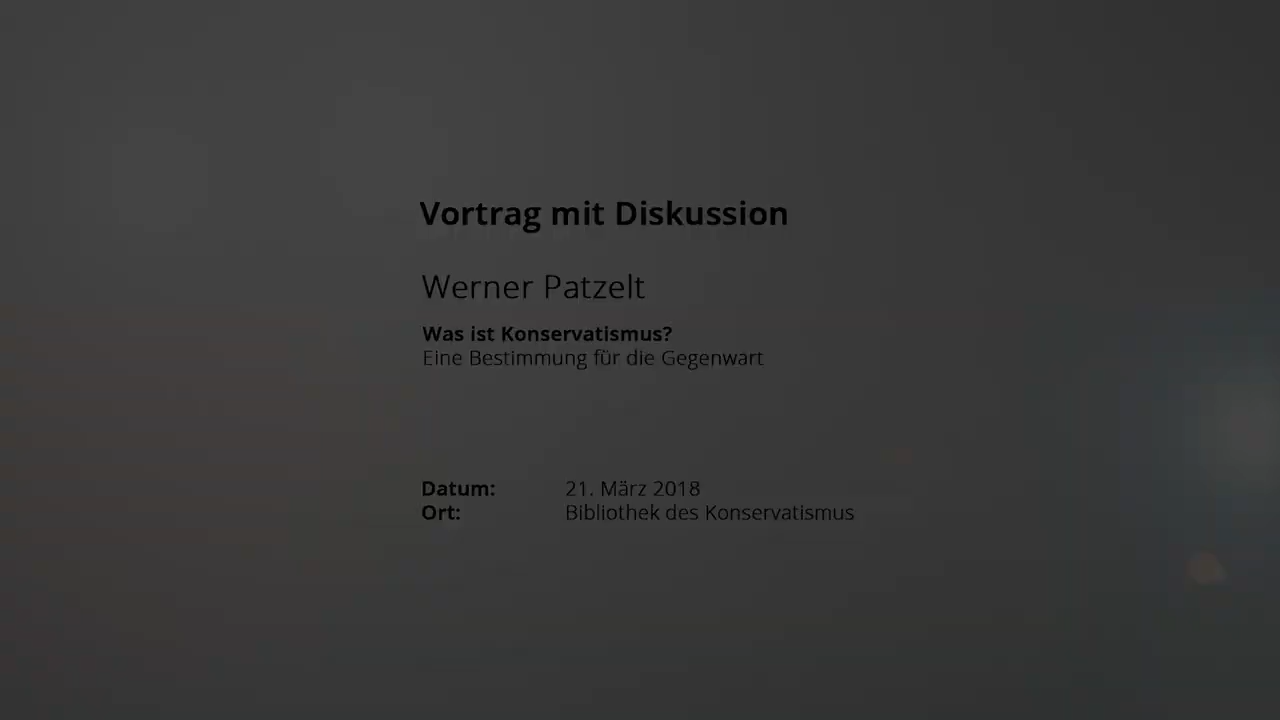 Vortrag mit Diskussion
Werner Patzelt
Was ist Konservatismus?
Eine Bestimmung für die Gegenwart
Datum: 21. März 2018
Ort: Bibliothek des Konservatismus